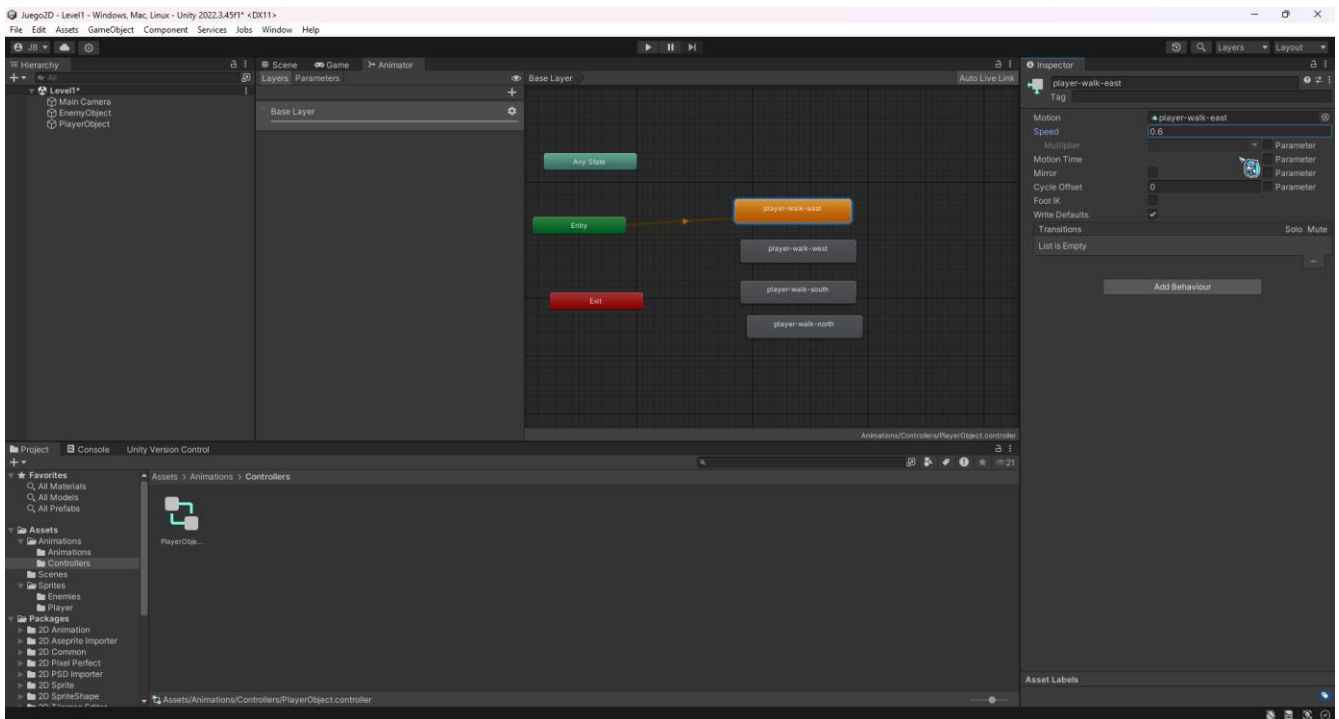 Juego2D - Level1 - Windows, Mac, Linux - Unity 2022.3.45f1* <DX11>
File Edit Assets GameObject Component Services Jobs Window Help
JB
Layers Layout
Hierarchy
All
Level1*
Main Camera
EnemyObject
PlayerObject
Scene Game Animator
Layers Parameters
Base Layer
Base Layer
Auto Live Link
Any State
Entry
Exit
player-walk-east
player-walk-west
player-walk-south
player-walk-north
Animations/Controllers/PlayerObject.controller
Inspector
player-walk-east
Tag
Motion player-walk-east
Speed 0.6
Multiplier Parameter
Motion Time Parameter
Mirror Parameter
Cycle Offset 0 Parameter
Foot IK
Write Defaults
Transitions Solo Mute
List is Empty
Add Behaviour
Asset Labels
Project Console Unity Version Control
21
Favorites
All Materials
All Models
All Prefabs
Assets
Animations
Animations
Controllers
Scenes
Sprites
Enemies
Player
Packages
2D Animation
2D Aseprite Importer
2D Common
2D Pixel Perfect
2D PSD Importer
2D Sprite
2D SpriteShape
Assets > Animations > Controllers
PlayerObje...
Assets/Animations/Controllers/PlayerObject.controller